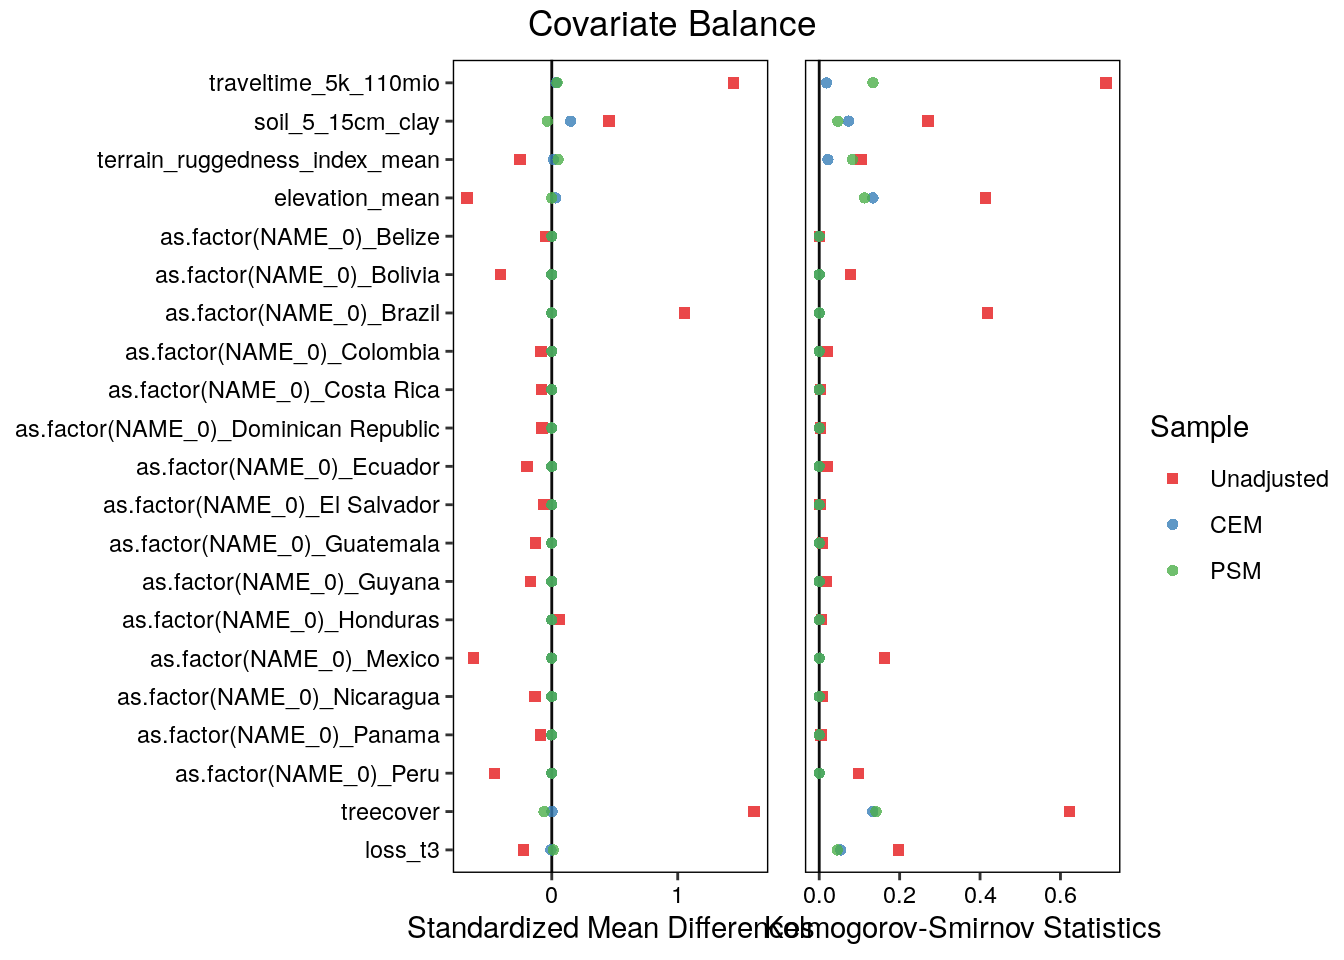 Covariate Balance
traveltime_5k_110mio
soil_5_15cm_clay
terrain_ruggedness_index_mean
elevation_mean
as.factor(NAME_0)_Belize
as.factor(NAME_0)_Bolivia
as.factor(NAME_0)_Brazil
as.factor(NAME_0)_Colombia
as.factor(NAME_0)_Costa Rica
as.factor(NAME_0)_Dominican Republic
as.factor(NAME_0)_Ecuador
as.factor(NAME_0)_El Salvador
as.factor(NAME_0)_Guatemala
as.factor(NAME_0)_Guyana
as.factor(NAME_0)_Honduras
as.factor(NAME_0)_Mexico
as.factor(NAME_0)_Nicaragua
as.factor(NAME_0)_Panama
as.factor(NAME_0)_Peru
treecover
loss_t3
0 1
0.0 0.2 0.4 0.6
Standardized Mean Differences
Kolmogorov-Smirnov Statistics
Sample
Unadjusted
CEM
PSM